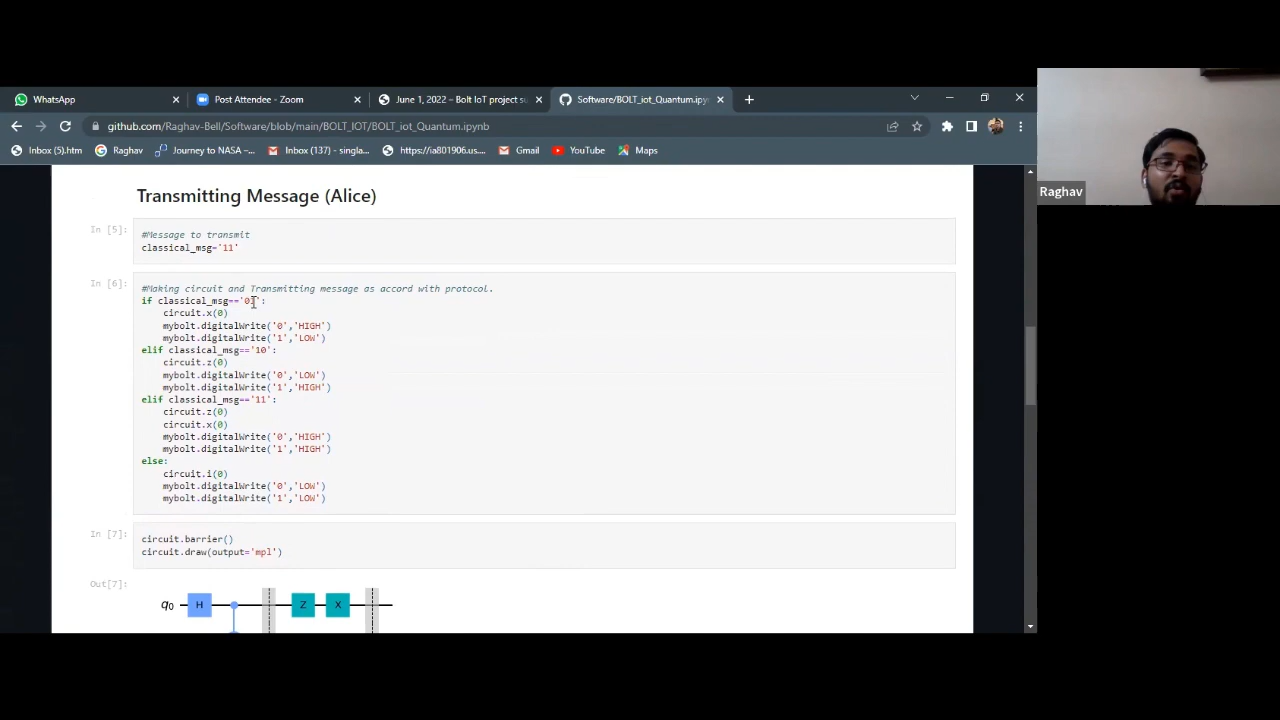 WhatsApp
Post Attendee - Zoom
June 1, 2022 – Bolt IoT project su
Software/BOLT_iot_Quantum.ipyn
github.com/Raghav-Bell/Software/blob/main/BOLT_IOT/BOLT_iot_Quantum.ipynb
Inbox (5).htm
Raghav
Journey to NASA –...
Inbox (137) - singla...
https://ia801906.us....
Gmail
YouTube
Maps
Raghav
Transmitting Message (Alice)
In [5]:
#Message to transmit
classical_msg='11'
In [6]:
#Making circuit and Transmitting message as accord with protocol.
if classical_msg=='01':
circuit.x(0)
mybolt.digitalWrite('0','HIGH')
mybolt.digitalWrite('1','LOW')
elif classical_msg=='10':
circuit.z(0)
mybolt.digitalWrite('0','LOW')
mybolt.digitalWrite('1','HIGH')
elif classical_msg=='11':
circuit.z(0)
circuit.x(0)
mybolt.digitalWrite('0','HIGH')
mybolt.digitalWrite('1','HIGH')
else:
circuit.i(0)
mybolt.digitalWrite('0','LOW')
mybolt.digitalWrite('1','LOW')
In [7]:
circuit.barrier()
circuit.draw(output='mpl')
Out[7]:
q0 H Z X